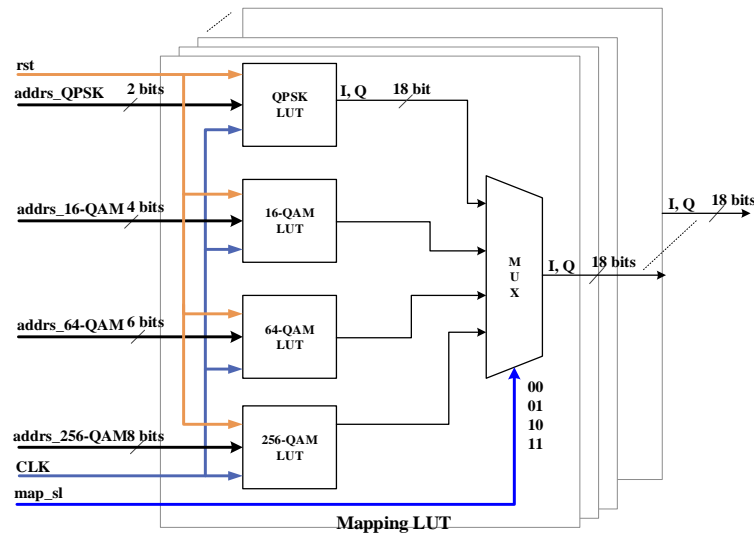 rst
addrs_QPSK
2 bits
QPSK
LUT
I, Q
18 bit
addrs_16-QAM
4 bits
16-QAM
LUT
I, Q
18 bits
M
U
X
I, Q
18 bits
addrs_64-QAM
6 bits
64-QAM
LUT
00
01
10
11
addrs_256-QAM
8 bits
256-QAM
LUT
CLK
map_sl
Mapping LUT